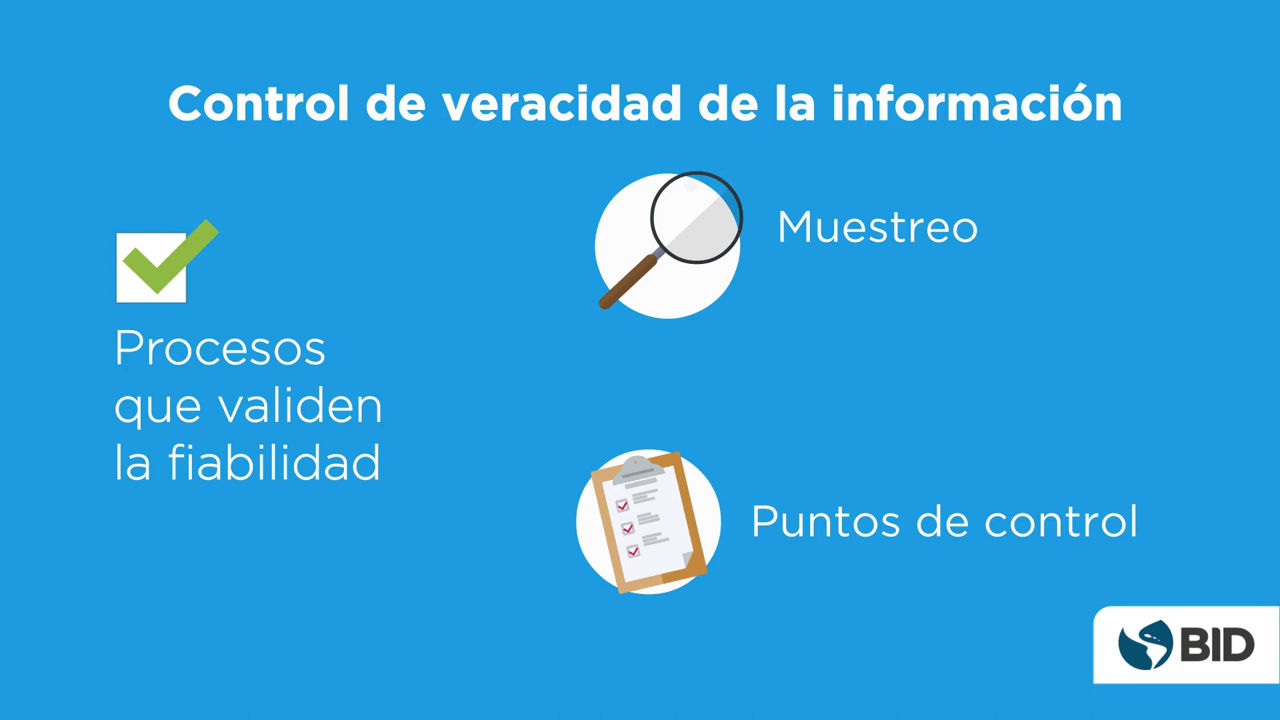 Control de veracidad de la información
Procesos
que validen
la fiabilidad
Muestreo
Puntos de control
BID